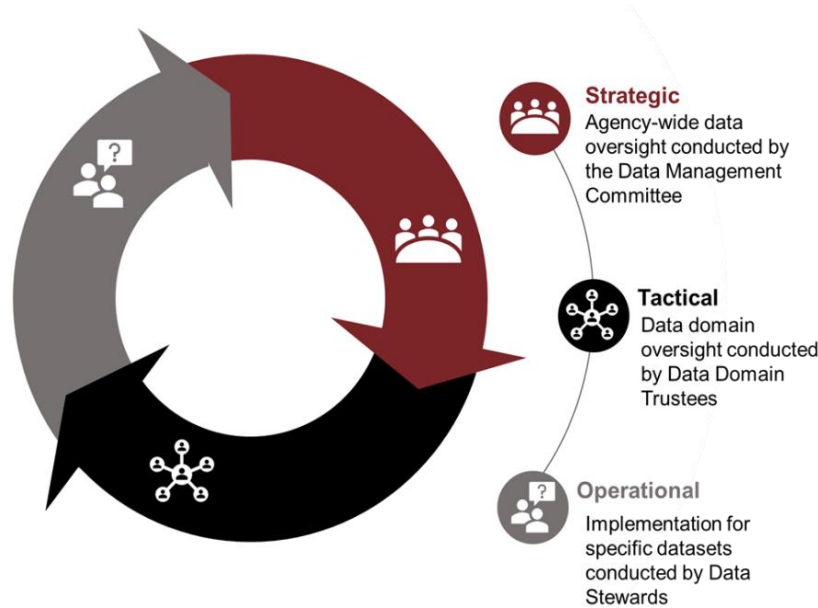 ?
Strategic
Agency-wide data
oversight conducted by
the Data Management
Committee
Tactical
Data domain
oversight conducted
by Data Domain
Trustees
?
Operational
Implementation for
specific datasets
conducted by Data
Stewards